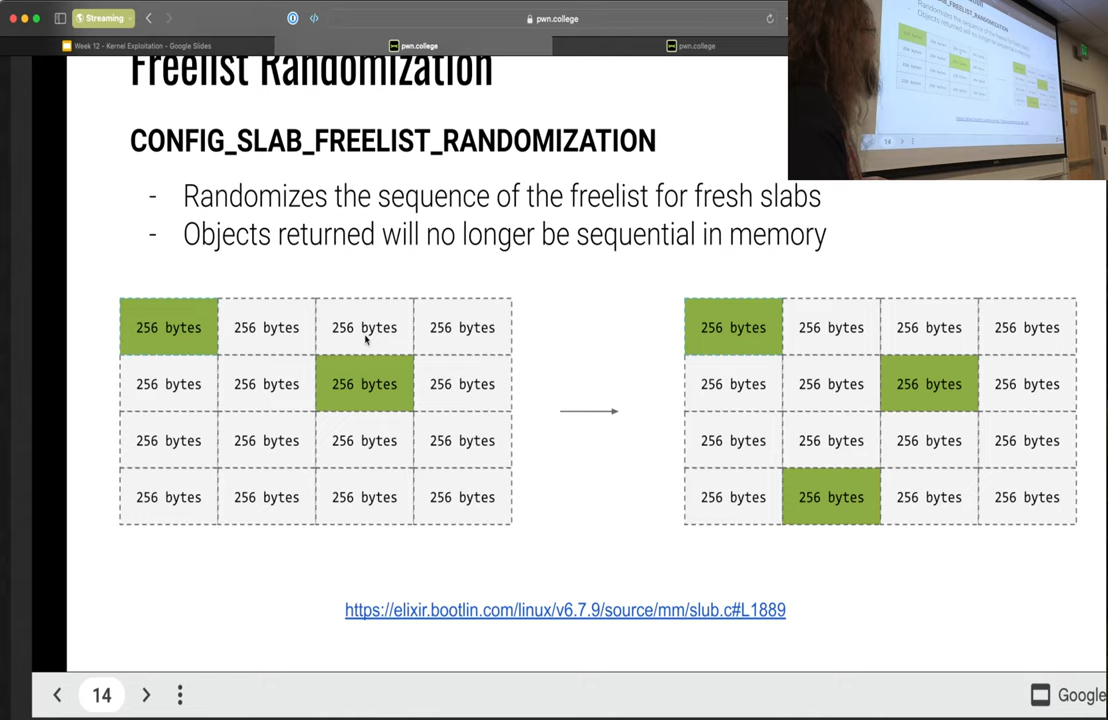 Streaming
pwn.college
Week 12 - Kernel Exploitation - Google Slides
pwn.college
pwn.college
Freelist Randomization
CONFIG_SLAB_FREELIST_RANDOMIZATION
- Randomizes the sequence of the freelist for fresh slabs
- Objects returned will no longer be sequential in memory
256 bytes 256 bytes 256 bytes 256 bytes
256 bytes 256 bytes 256 bytes 256 bytes
256 bytes 256 bytes 256 bytes 256 bytes
256 bytes 256 bytes 256 bytes 256 bytes
256 bytes 256 bytes 256 bytes 256 bytes
256 bytes 256 bytes 256 bytes 256 bytes
256 bytes 256 bytes 256 bytes 256 bytes
256 bytes 256 bytes 256 bytes 256 bytes
https://elixir.bootlin.com/linux/v6.7.9/source/mm/slub.c#L1889
14
Google